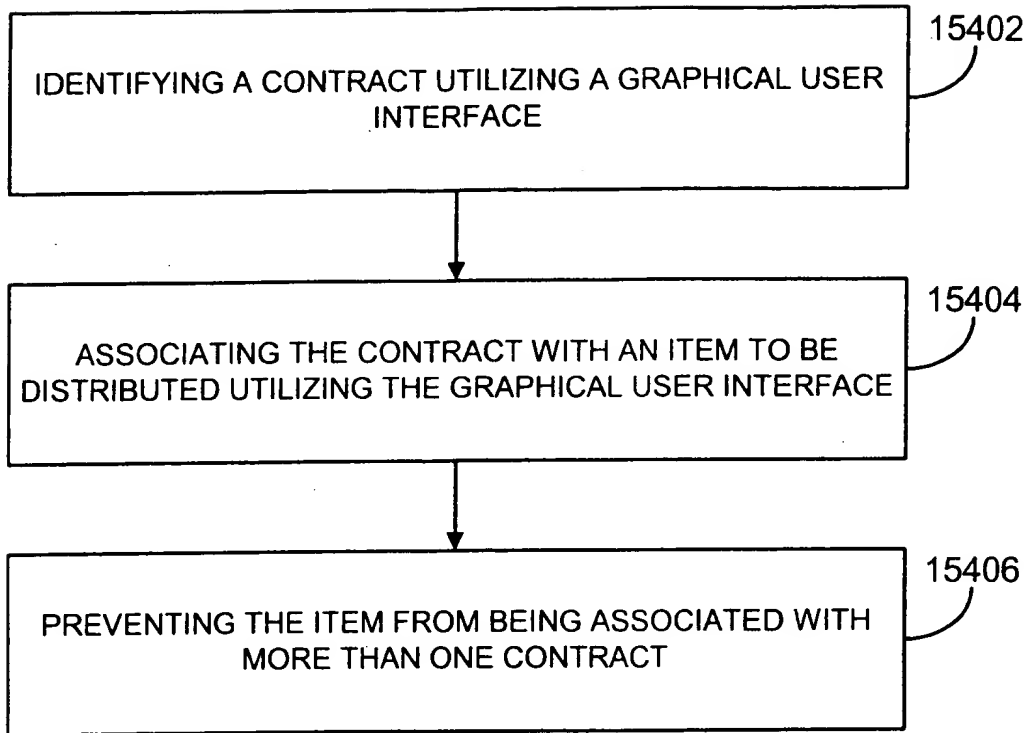 15402
IDENTIFYING A CONTRACT UTILIZING A GRAPHICAL USER
INTERFACE
15404
ASSOCIATING THE CONTRACT WITH AN ITEM TO BE
DISTRIBUTED UTILIZING THE GRAPHICAL USER INTERFACE
15406
PREVENTING THE ITEM FROM BEING ASSOCIATED WITH
MORE THAN ONE CONTRACT